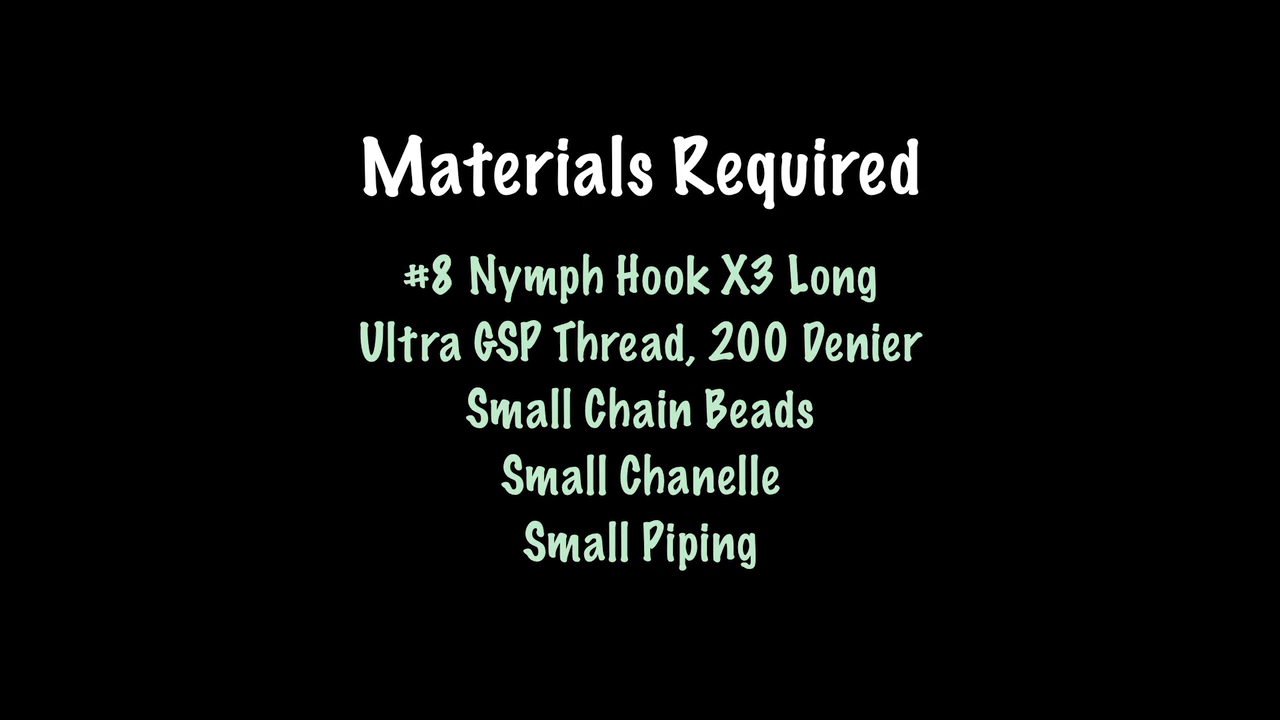 Materials Required
#8 Nymph Hook X3 Long
Ultra GSP Thread, 200 Denier
Small Chain Beads
Small Chanelle
Small Piping